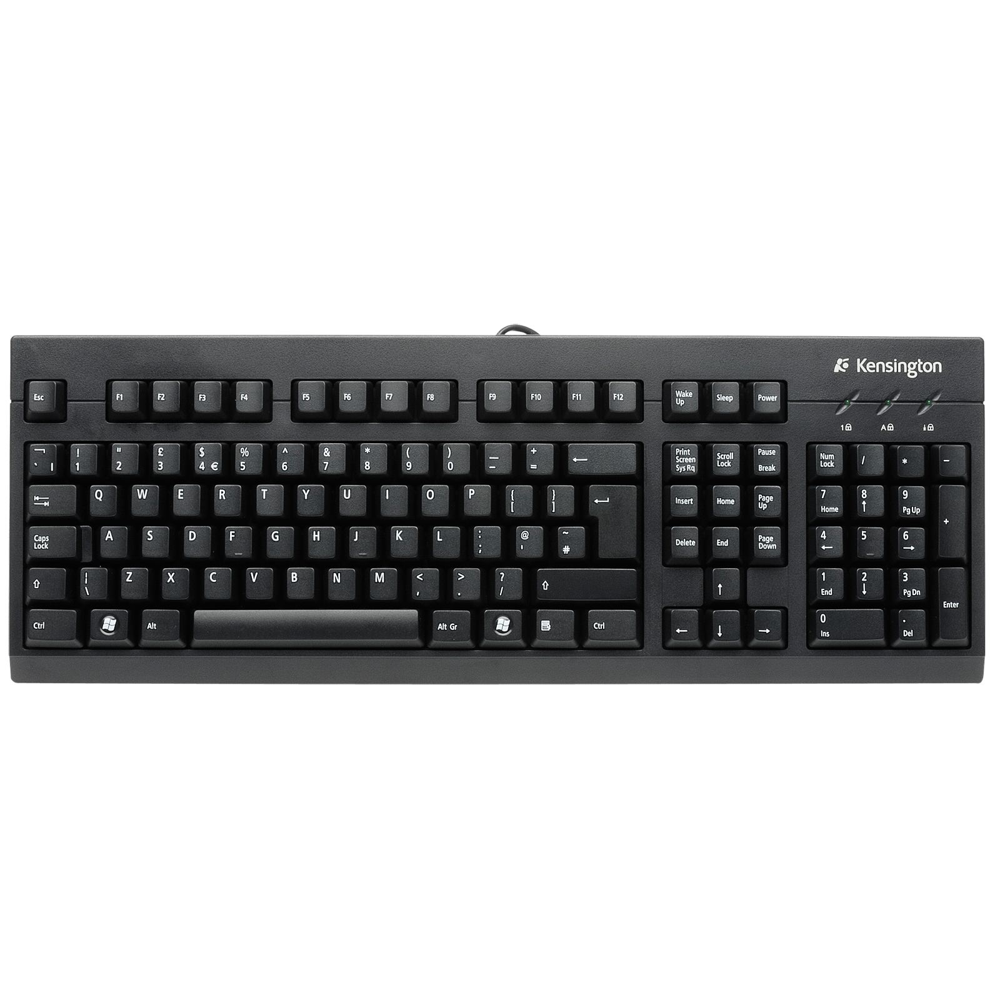 Kensington
Esc F1 F2 F3 F4 F5 F6 F7 F8 F9 F10 F11 F12 Wake Up Sleep Power
1 A
¬ ` ¦ ! 1 " 2 £ 3 $ 4 € % 5 ^ 6 & 7 * 8 ( 9 ) 0 _ - + = ← Print Screen Sys Rq Scroll Lock Pause Break Num Lock / * -
Q W E R T Y U I O P { [ } ] Insert Home Page Up 7 Home 8 ↑ 9 Pg Up +
Caps Lock A S D F G H J K L : ; @ ' ~ # Delete End Page Down 4 ← 5 6 →
⇧ | \ Z X C V B N M < , > . ? / ⇧ ↑ 1 End 2 ↓ 3 Pg Dn Enter
Ctrl Alt Alt Gr Ctrl ← ↓ → 0 Ins . Del